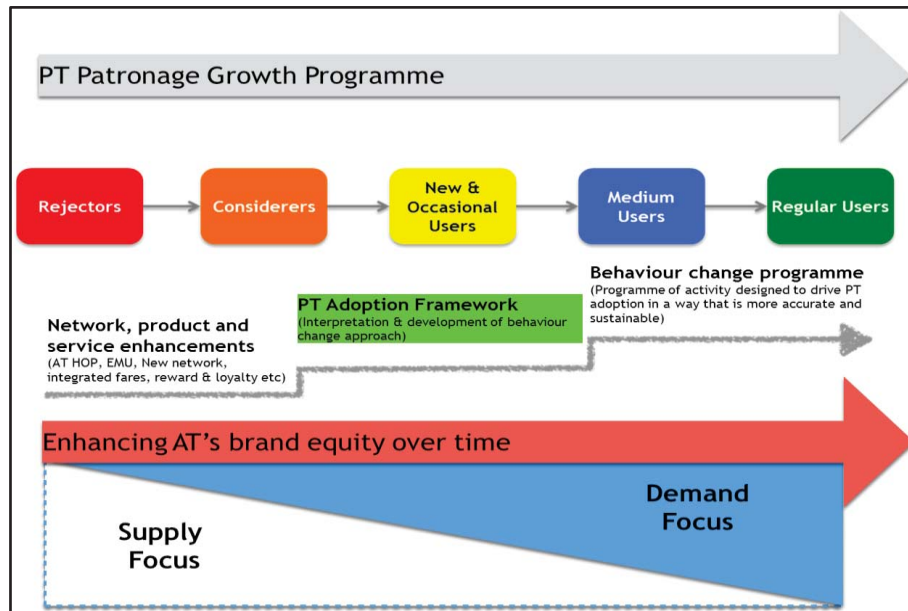 PT Patronage Growth Programme
Rejectors
Considerers
New &
Occasional
Users
Medium
Users
Regular Users
Network, product and
service enhancements
(AT HOP, EMU, New network,
integrated fares, reward & loyalty etc)
PT Adoption Framework
(Interpretation & development of behaviour
change approach)
Behaviour change programme
(Programme of activity designed to drive PT
adoption in a way that is more accurate and
sustainable)
Enhancing AT's brand equity over time
Supply
Focus
Demand
Focus